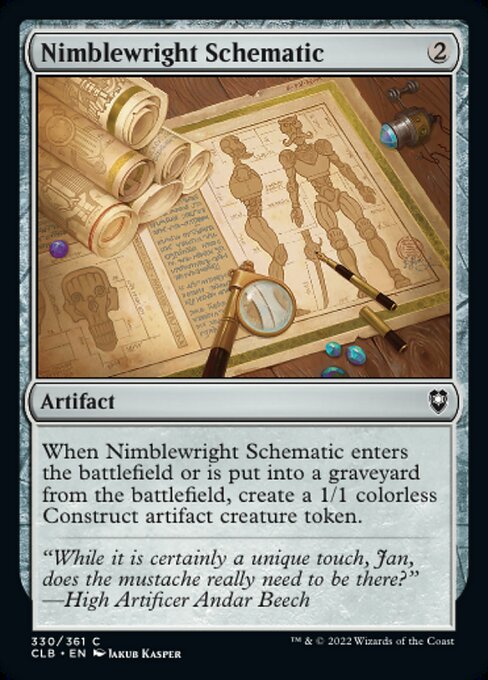 Nimblewright Schematic 2
Artifact
When Nimblewright Schematic enters
the battlefield or is put into a graveyard
from the battlefield, create a 1/1 colorless
Construct artifact creature token.
“While it is certainly a unique touch, Jan,
does the mustache really need to be there?”
—High Artificer Andar Beech
330/361 C
CLB • EN Jakub Kasper
™ & © 2022 Wizards of the Coast